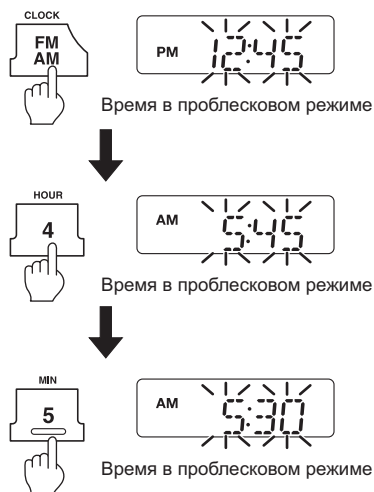 CLOCK
FM
AM
PM 12:45
Время в проблесковом режиме
HOUR
4
AM 5:45
Время в проблесковом режиме
MIN
5
AM 5:30
Время в проблесковом режиме